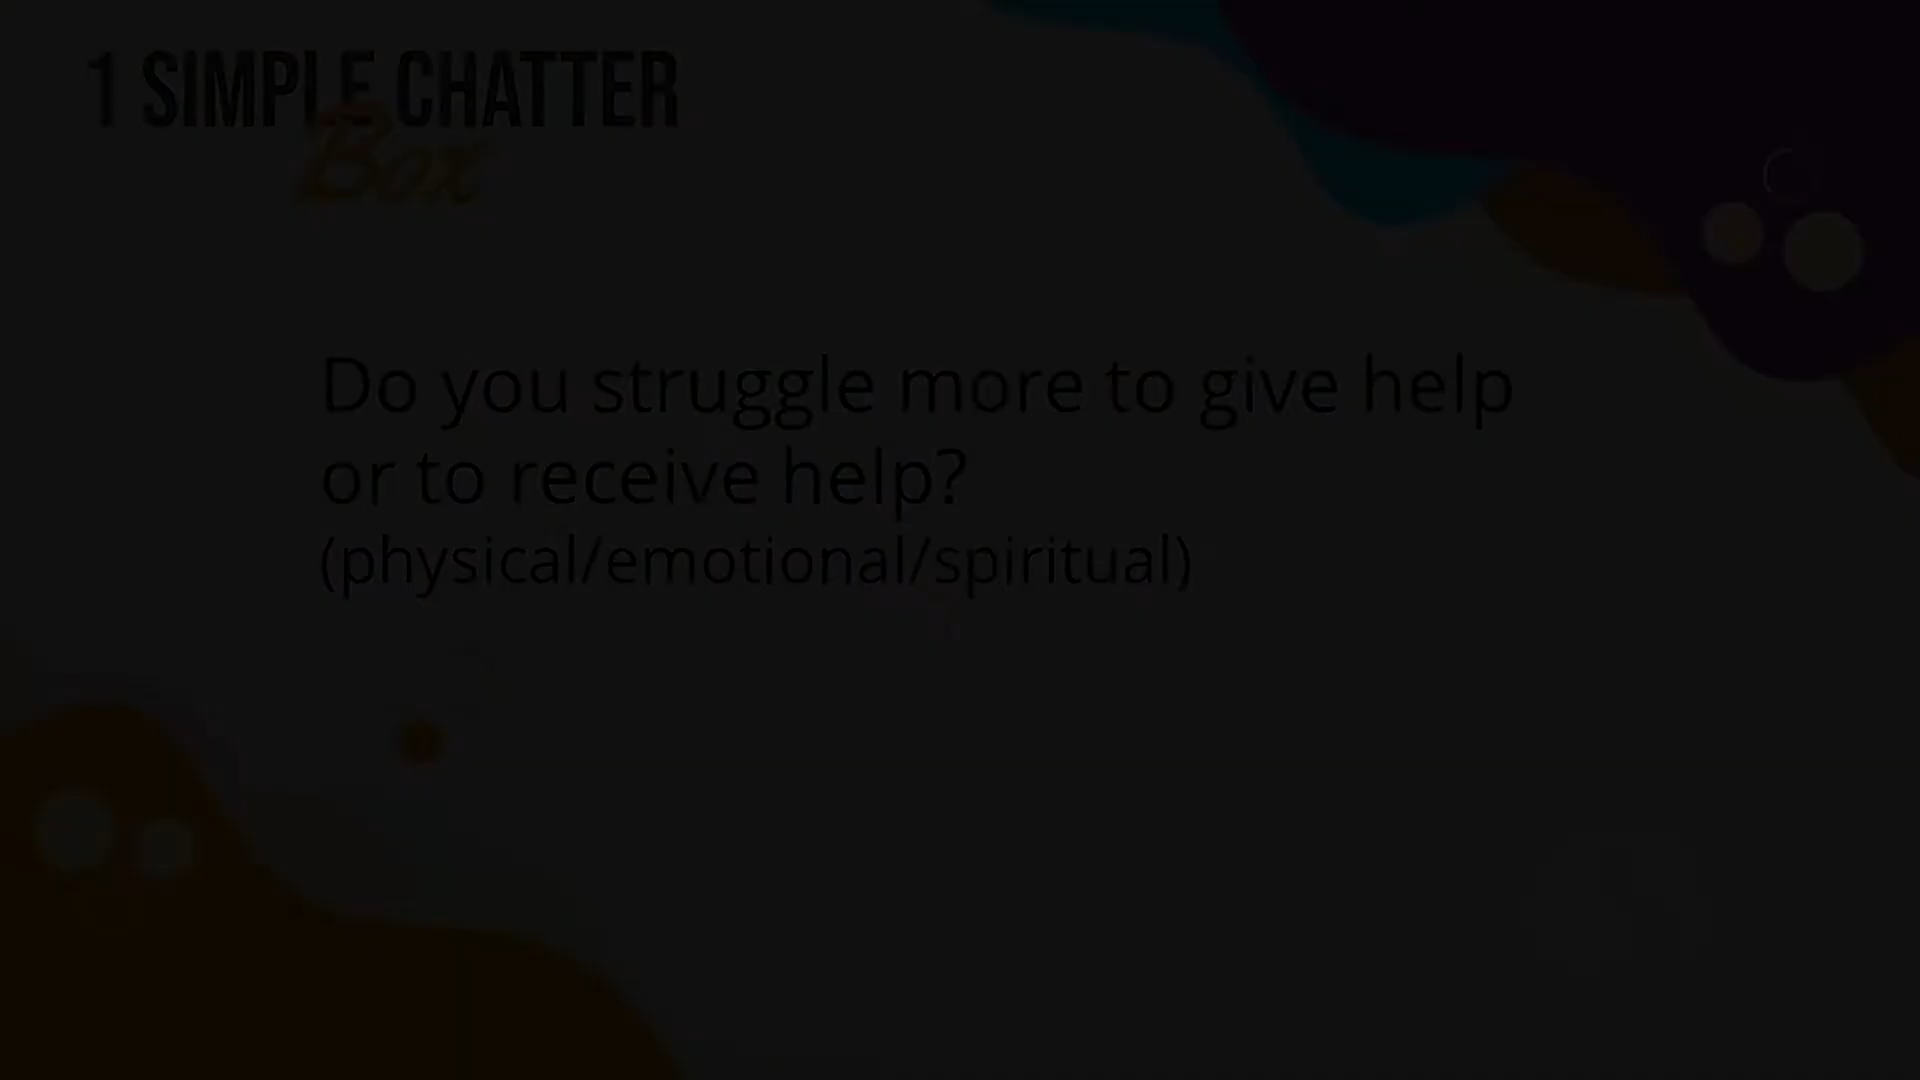 1 SIMPLE CHATTER
Box
Do you struggle more to give help
or to receive help?
(physical/emotional/spiritual)